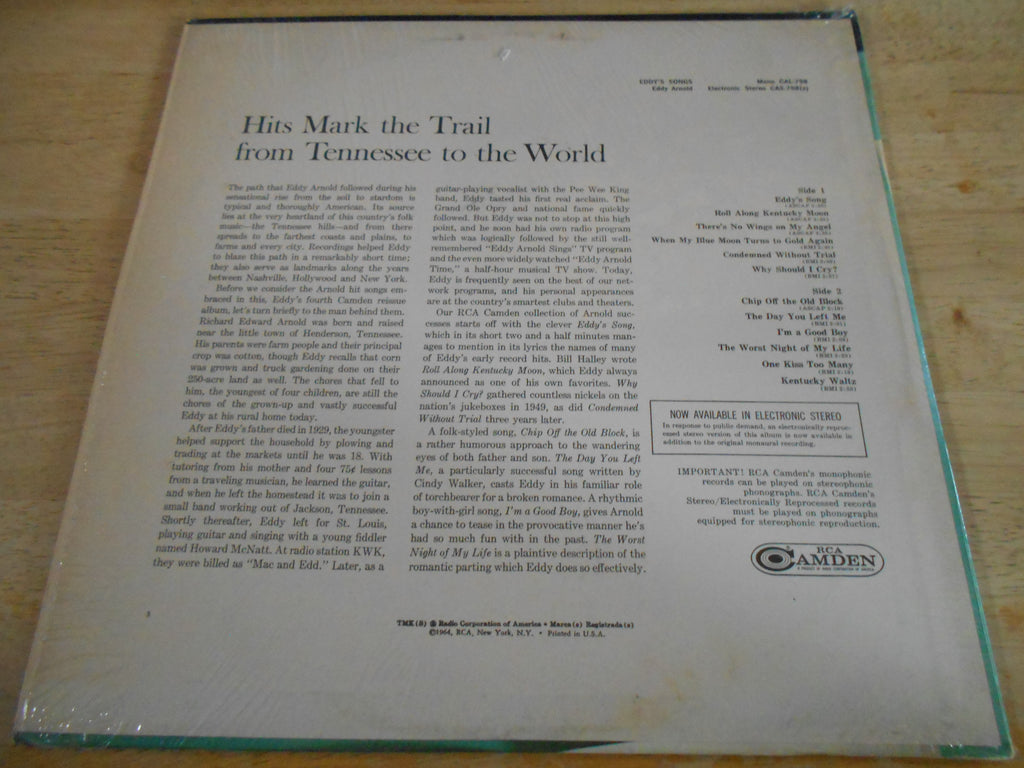 EDDY'S SONGS Mono CAL-798
Eddy Arnold Electronic Stereo CAS-798(e)
Hits Mark the Trail
from Tennessee to the World
The path that Eddy Arnold followed during his
sensational rise from the soil to stardom is
typical and thoroughly American. Its source
lies at the very heartland of this country's folk
music—the Tennessee hills—and from there
spreads to the farthest coasts and plains, to
farms and every city. Recordings helped Eddy
to blaze this path in a remarkably short time;
they also serve as landmarks along the years
between Nashville, Hollywood and New York.
Before we consider the Arnold hit songs em-
braced in this, Eddy's fourth Camden reissue
album, let's turn briefly to the man behind them.
Richard Edward Arnold was born and raised
near the little town of Henderson, Tennessee.
His parents were farm people and their principal
crop was cotton, though Eddy recalls that corn
was grown and truck gardening done on their
250-acre land as well. The chores that fell to
him, the youngest of four children, are still the
chores of the grown-up and vastly successful
Eddy at his rural home today.
After Eddy's father died in 1929, the youngster
helped support the household by plowing and
trading at the markets until he was 18. With
tutoring from his mother and four 75¢ lessons
from a traveling musician, he learned the guitar,
and when he left the homestead it was to join a
small band working out of Jackson, Tennessee.
Shortly thereafter, Eddy left for St. Louis,
playing guitar and singing with a young fiddler
named Howard McNatt. At radio station KWK,
they were billed as "Mac and Edd." Later, as a
guitar-playing vocalist with the Pee Wee King
band, Eddy tasted his first real acclaim. The
Grand Ole Opry and national fame quickly
followed. But Eddy was not to stop at this high
point, and he soon had his own radio program
which was logically followed by the still well-
remembered "Eddy Arnold Sings" TV program
and the even more widely watched "Eddy Arnold
Time," a half-hour musical TV show. Today,
Eddy is frequently seen on the best of our net-
work programs, and his personal appearances
are at the country's smartest clubs and theaters.
Our RCA Camden collection of Arnold suc-
cesses starts off with the clever Eddy's Song,
which in its short two and a half minutes man-
ages to mention in its lyrics the names of many
of Eddy's early record hits. Bill Halley wrote
Roll Along Kentucky Moon, which Eddy always
announced as one of his own favorites. Why
Should I Cry? gathered countless nickels on the
nation's jukeboxes in 1949, as did Condemned
Without Trial three years later.
A folk-styled song, Chip Off the Old Block, is
a rather humorous approach to the wandering
eyes of both father and son. The Day You Left
Me, a particularly successful song written by
Cindy Walker, casts Eddy in his familiar role
of torchbearer for a broken romance. A rhythmic
boy-with-girl song, I'm a Good Boy, gives Arnold
a chance to tease in the provocative manner he's
had so much fun with in the past. The Worst
Night of My Life is a plaintive description of the
romantic parting which Eddy does so effectively.
Side 1
Eddy's Song
Roll Along Kentucky Moon
There's No Wings on My Angel
When My Blue Moon Turns to Gold Again
Condemned Without Trial
Why Should I Cry?
Side 2
Chip Off the Old Block
The Day You Left Me
I'm a Good Boy
The Worst Night of My Life
One Kiss Too Many
Kentucky Waltz
NOW AVAILABLE IN ELECTRONIC STEREO
In response to public demand, an electronically reproc-
essed stereo version of this album is now available in
addition to the original monaural recording.
IMPORTANT! RCA Camden's monophonic
records can be played on stereophonic
phonographs. RCA Camden's
Stereo/Electronically Reprocessed records
must be played on phonographs
equipped for stereophonic reproduction.
RCA
CAMDEN
TMK(S) ® Radio Corporation of America • Marca(s) Registrada(s)
©1964, RCA, New York, N.Y. • Printed in U.S.A.